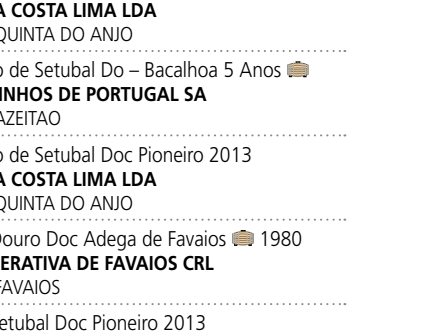 A COSTA LIMA LDA
QUINTA DO ANJO
o de Setubal Do – Bacalhoa 5 Anos
INHOS DE PORTUGAL SA
AZEITAO
o de Setubal Doc Pioneiro 2013
A COSTA LIMA LDA
QUINTA DO ANJO
Douro Doc Adega de Favaios 1980
ERATIVA DE FAVAIOS CRL
FAVAIOS
Setubal Doc Pioneiro 2013